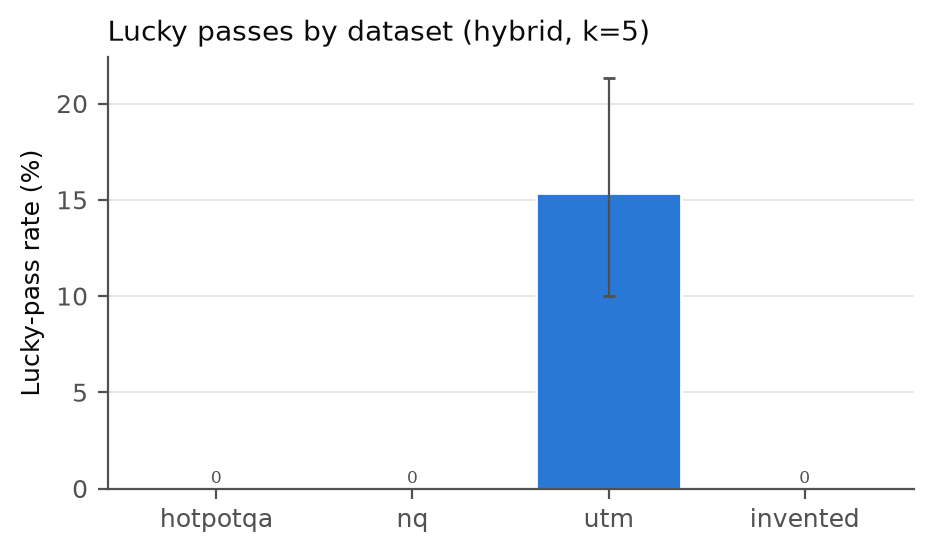 Lucky passes by dataset (hybrid, k=5)
Lucky-pass rate (%)
20
15
10
5
0
0
0
0
hotpotqa
nq
utm
invented